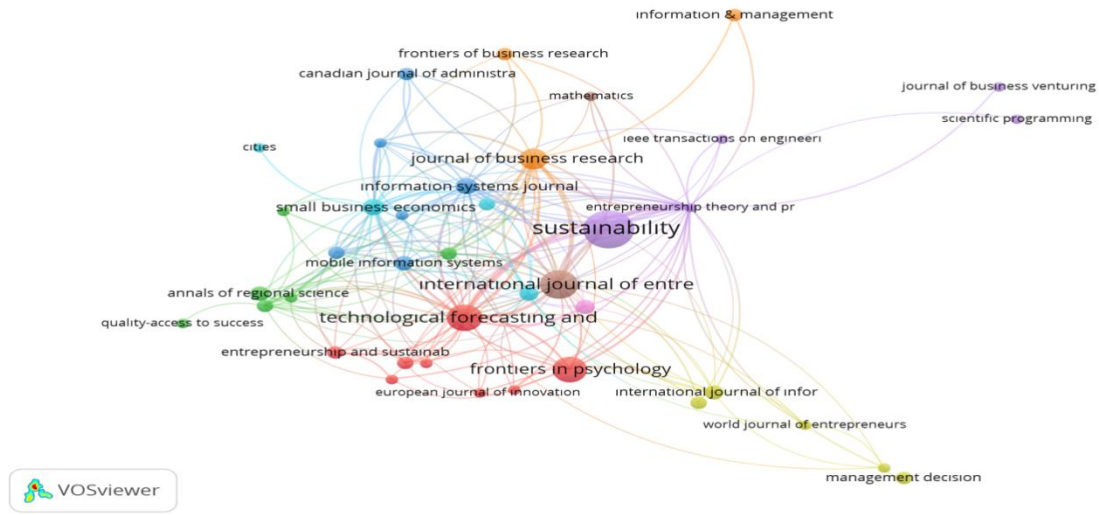 information & management
frontiers of business research
canadian journal of administra
journal of business venturing
mathematics
scientific programming
ieee transactions on engineeri
cities
journal of business research
information systems journal
small business economics
entrepreneurship theory and pr
sustainability
mobile information systems
international journal of entre
annals of regional science
technological forecasting and
quality-access to success
entrepreneurship and sustainab
frontiers in psychology
european journal of innovation
international journal of infor
world journal of entrepreneurs
management decision
VOSviewer